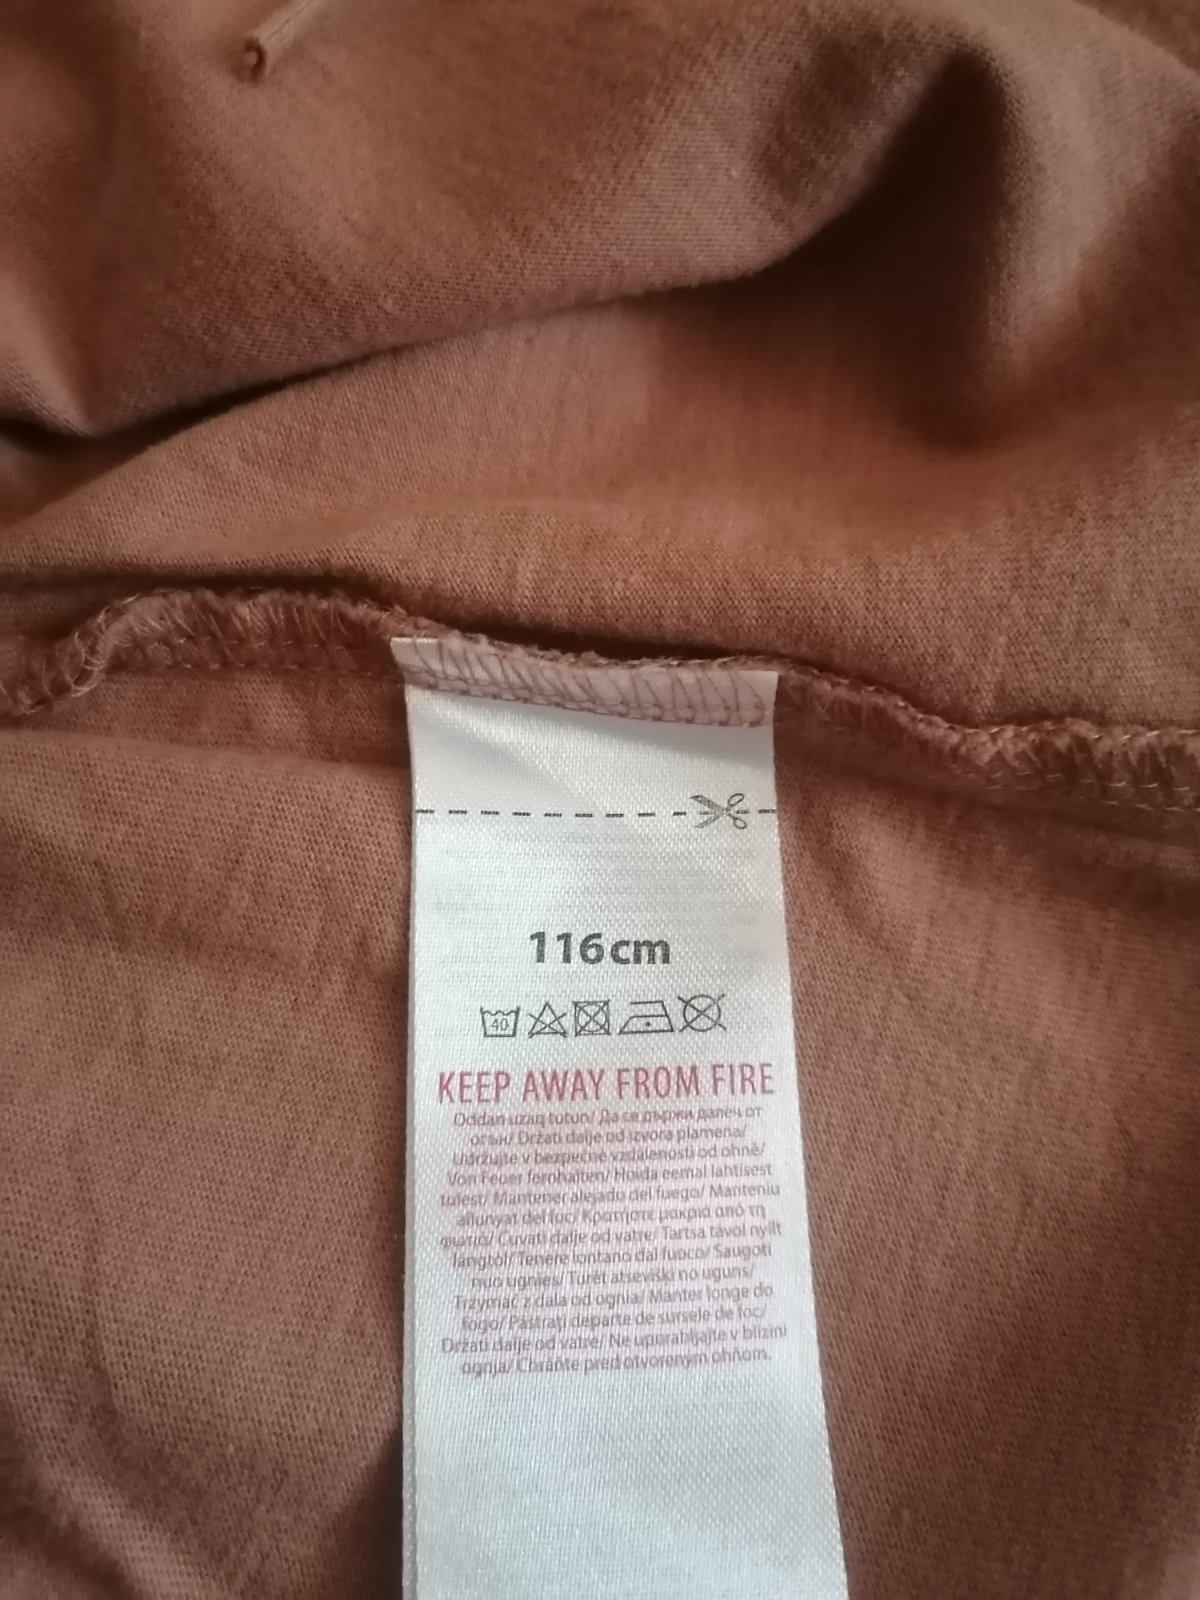 116cm
40
KEEP AWAY FROM FIRE
Oddan uzaq tutun/ Да се държи далеч от
огън/ Držati dalje od izvora plamena/
Udržujte v bezpečné vzdálenosti od ohně/
Von Feuer fernhalten/ Hoida eemal lahtisest
tulest/ Mantener alejado del fuego/ Manteniu
allunyat del foc/ Κρατήστε μακριά από τη
φωτιά/ Čuvati dalje od vatre/ Tartsa távol nyílt
lángtól/ Tenere lontano dal fuoco/ Saugoti
nuo ugnies/ Turēt atsevišķi no uguns/
Trzymać z dala od ognia/ Manter longe do
fogo/ Păstrați departe de sursele de foc/
Držati dalje od vatre/ Ne uporabljajte v bližini
ognja/ Chráňte pred otvoreným ohňom.